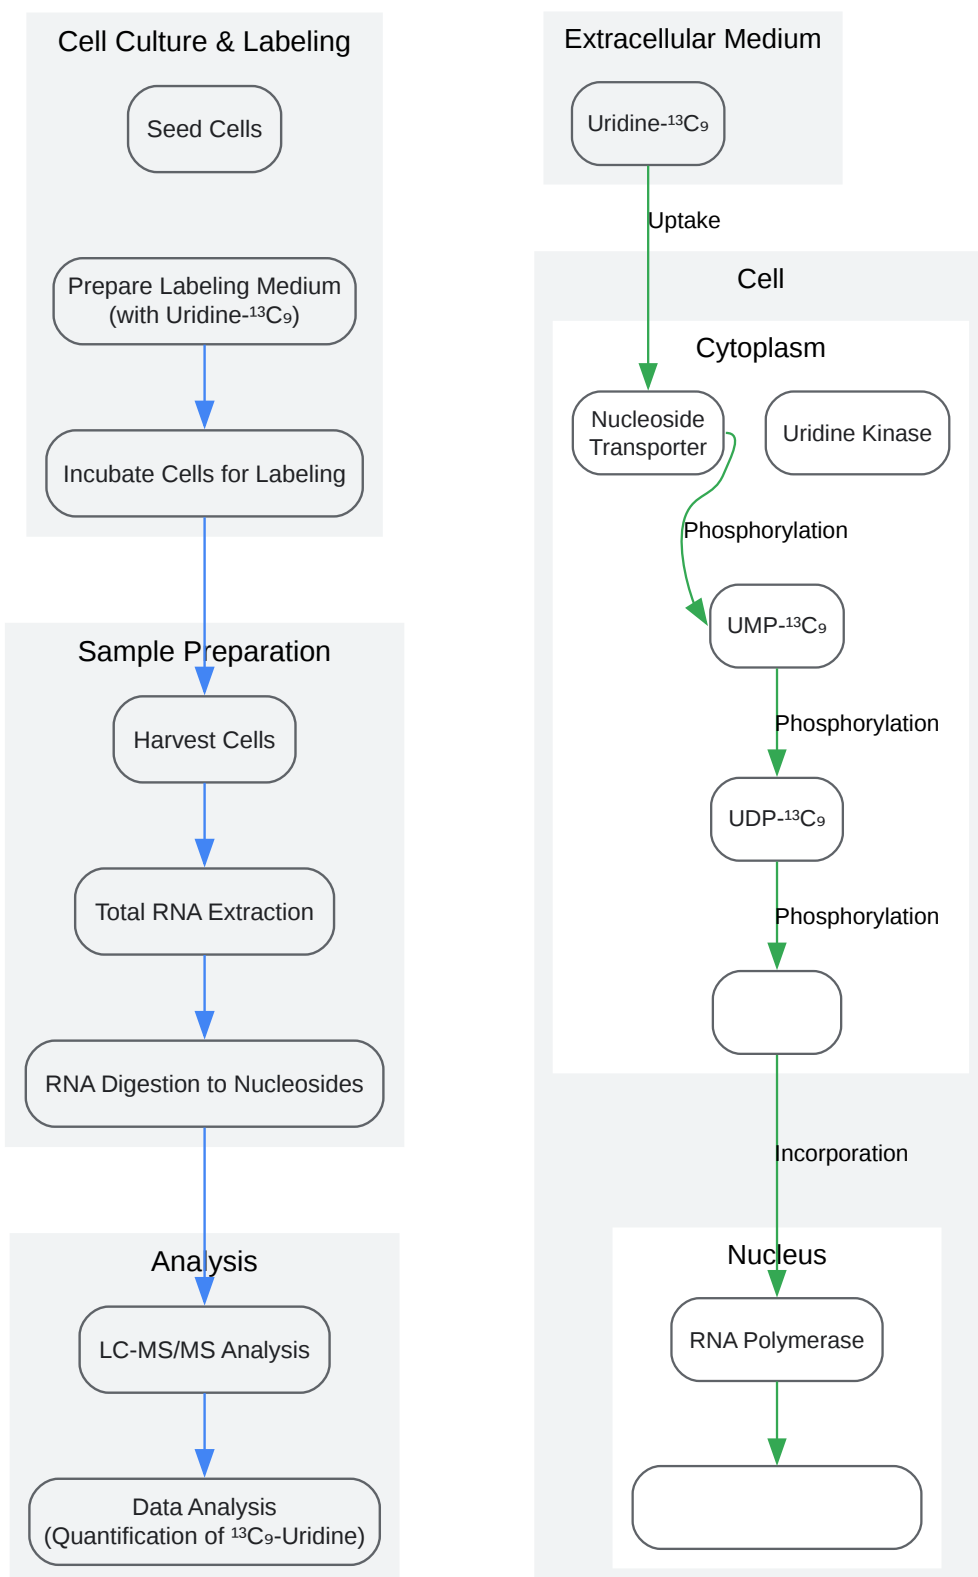 Cell Culture & Labeling
Seed Cells
Prepare Labeling Medium
(with Uridine-¹³C₉)
Incubate Cells for Labeling
Sample Preparation
Harvest Cells
Total RNA Extraction
RNA Digestion to Nucleosides
Analysis
LC-MS/MS Analysis
Data Analysis
(Quantification of ¹³C₉-Uridine)
Extracellular Medium
Uridine-¹³C₉
Uptake
Cell
Cytoplasm
Nucleoside
Transporter
Uridine Kinase
Phosphorylation
UMP-¹³C₉
Phosphorylation
UDP-¹³C₉
Phosphorylation
Incorporation
Nucleus
RNA Polymerase